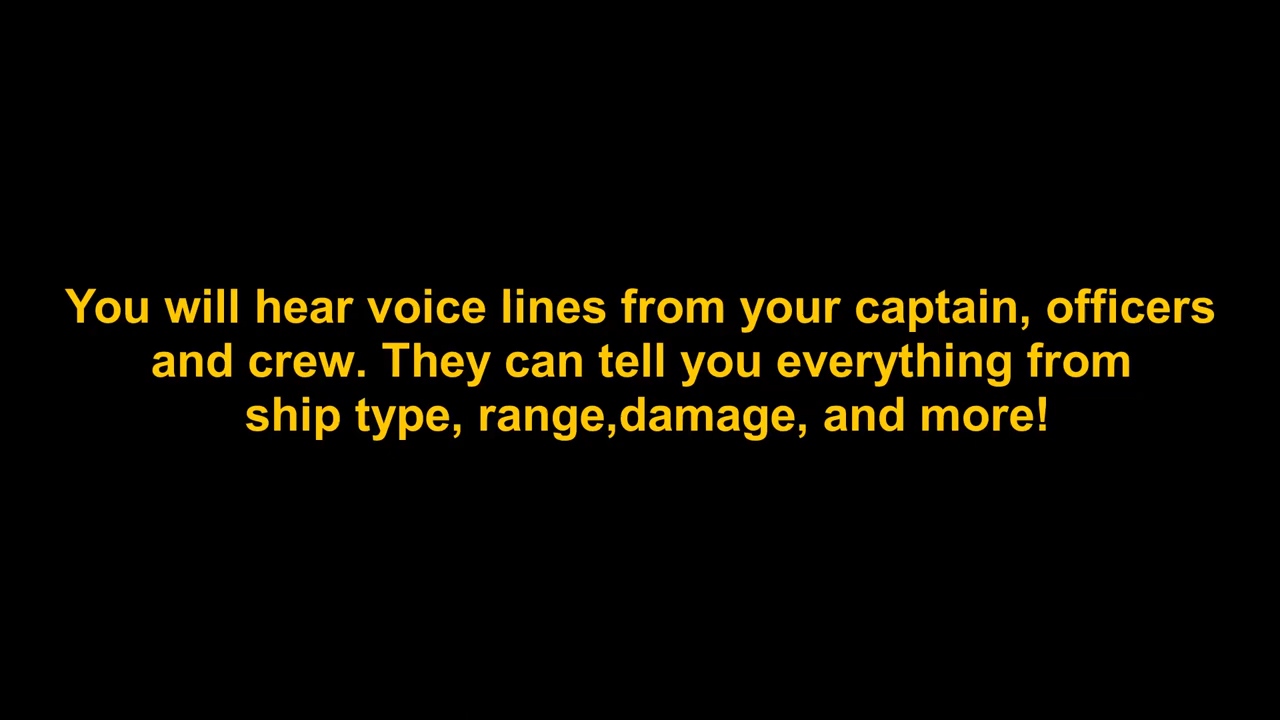 You will hear voice lines from your captain, officers
and crew. They can tell you everything from
ship type, range,damage, and more!